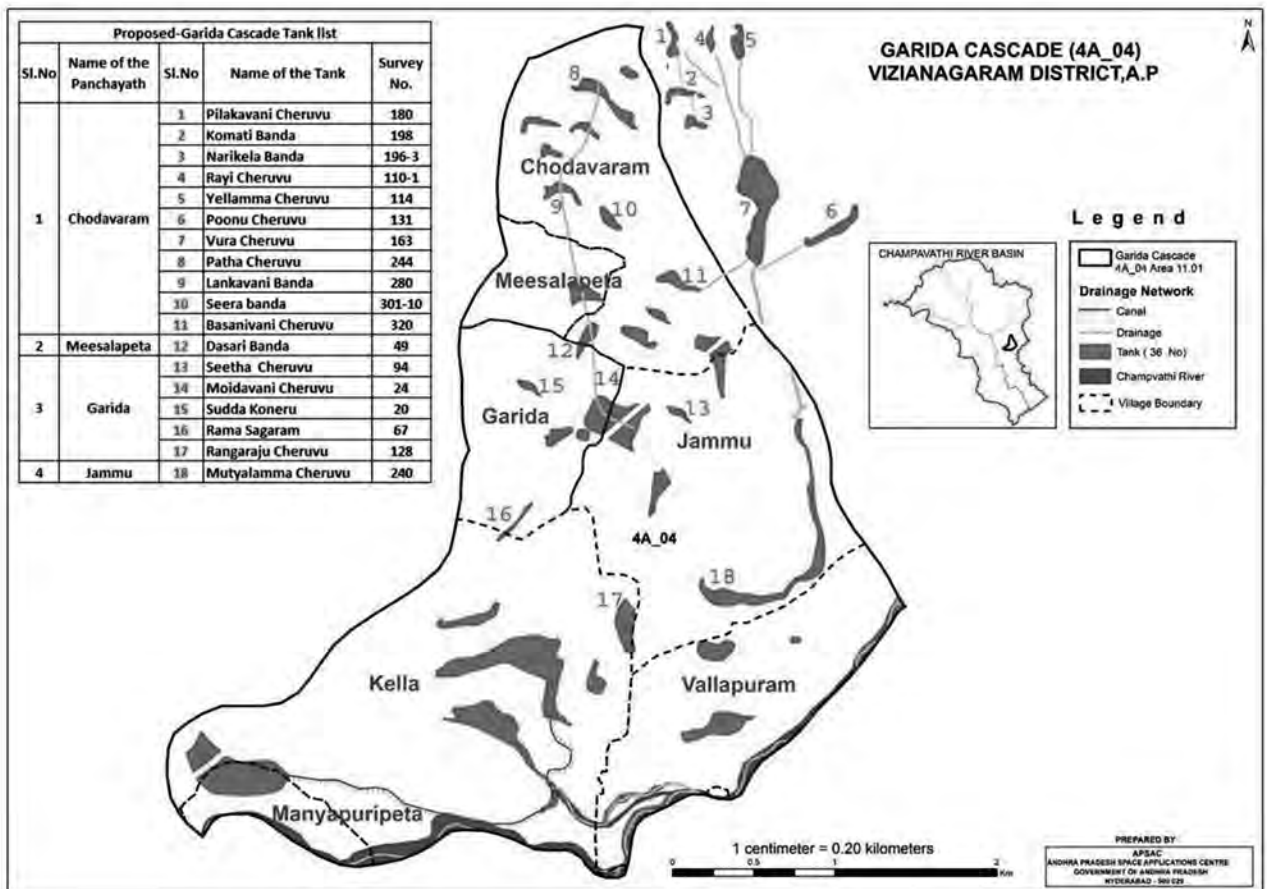 Proposed-Garida Cascade Tank list
Sl.No Name of the Panchayath Sl.No Name of the Tank Survey No.
1 Chodavaram
1 Pilakavani Cheruvu 180
2 Komati Banda 198
3 Narikela Banda 196-3
4 Rayi Cheruvu 110-1
5 Yellamma Cheruvu 114
6 Poonu Cheruvu 131
7 Vura Cheruvu 163
8 Patha Cheruvu 244
9 Lankavani Banda 280
10 Seera banda 301-10
11 Basanivani Cheruvu 320
2 Meesalapeta 12 Dasari Banda 49
3 Garida
13 Seetha Cheruvu 94
14 Moidavani Cheruvu 24
15 Sudda Koneru 20
16 Rama Sagaram 67
17 Rangaraju Cheruvu 128
4 Jammu 18 Mutyalamma Cheruvu 240
GARIDA CASCADE (4A_04)
VIZIANAGARAM DISTRICT,A.P
N
1 4 5
8
2
3
Chodavaram
9 10 7 6
Meesalapeta 11
12
15 14
Garida 13
Jammu
16
4A_04
18
17
Kella Vallapuram
Manyapuripeta
CHAMPAVATHI RIVER BASIN
Legend
Garida Cascade
4A_04 Area 11.01
Drainage Network
Canal
Drainage
Tank ( 36 No)
Champvathi River
Village Boundary
1 centimeter = 0.20 kilometers
0 0.5 1 2
Km
PREPARED BY
APSAC
ANDHRA PRADESH SPACE APPLICATIONS CENTRE
GOVERNMENT OF ANDHRA PRADESH
HYDERABAD - 500 029